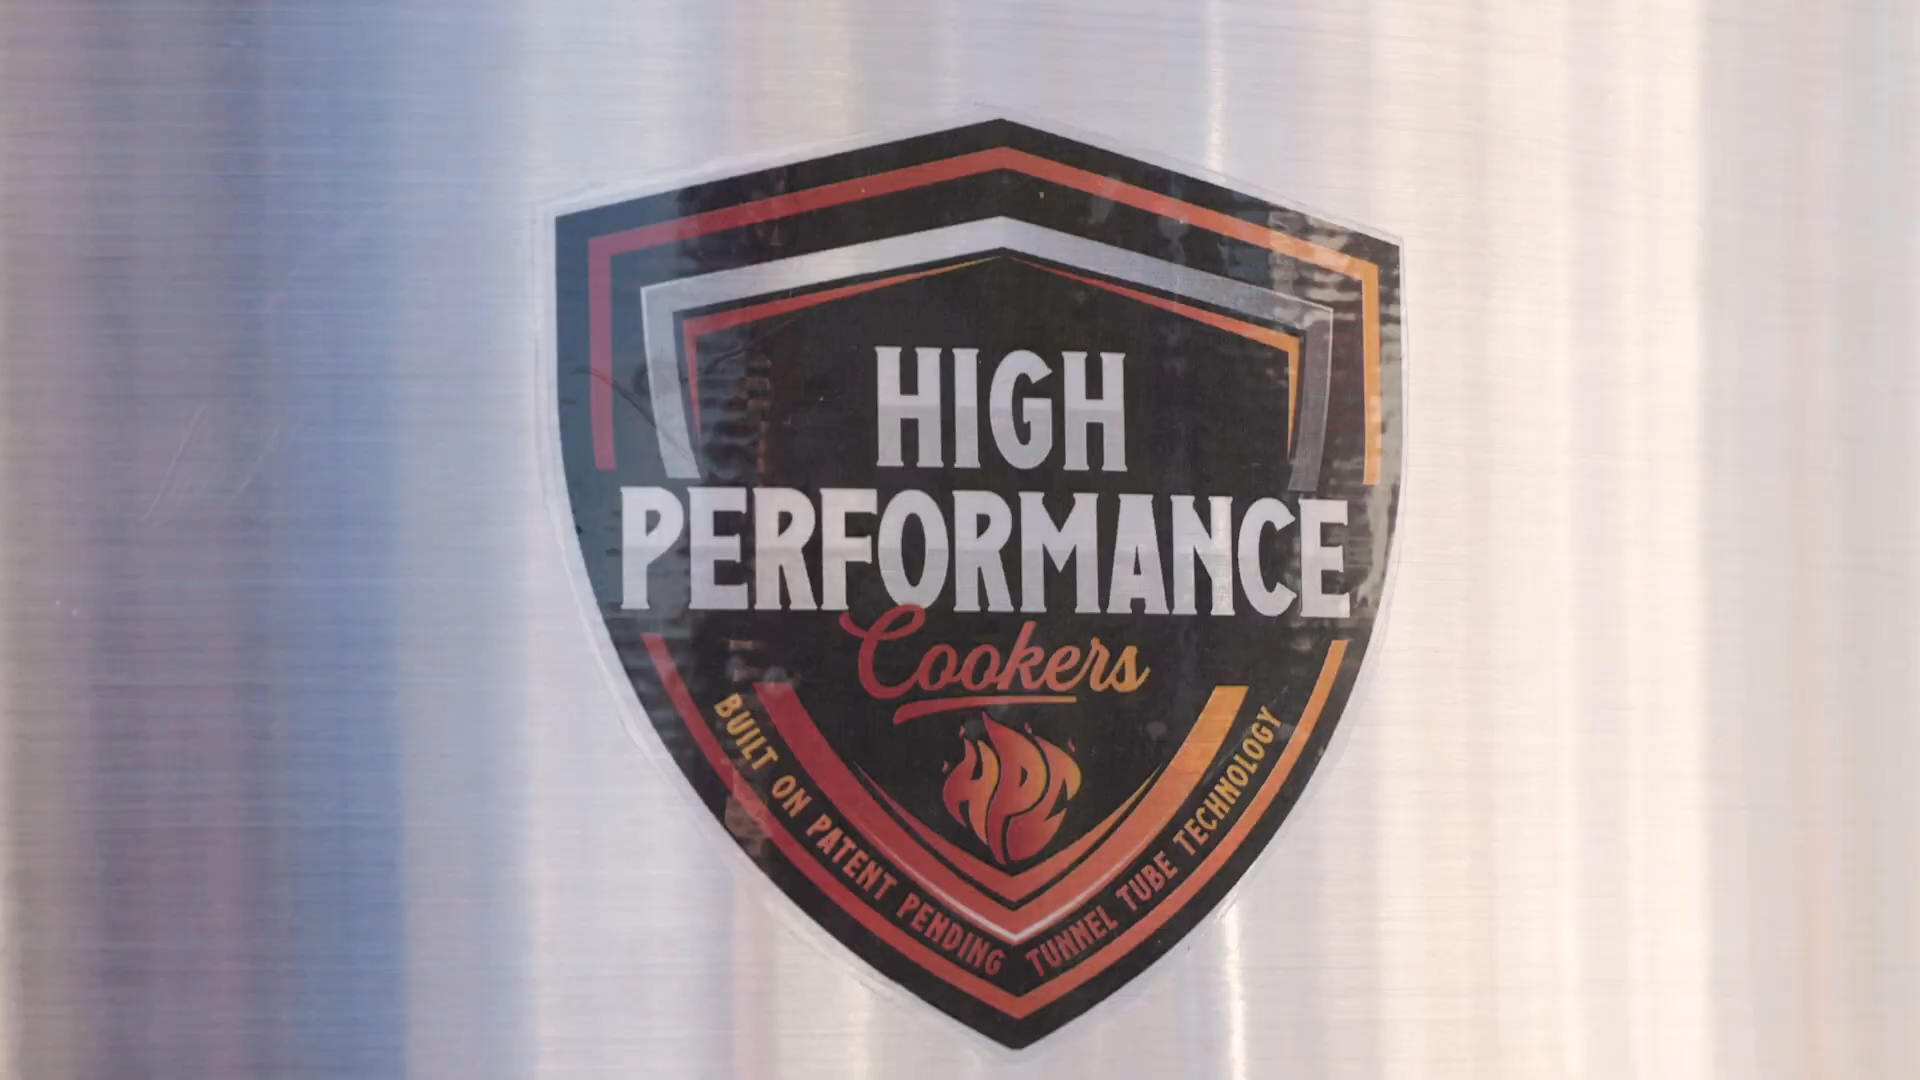 HIGH
PERFORMANCE
Cookers
HPC
BUILT ON PATENT PENDING TUNNEL TUBE TECHNOLOGY